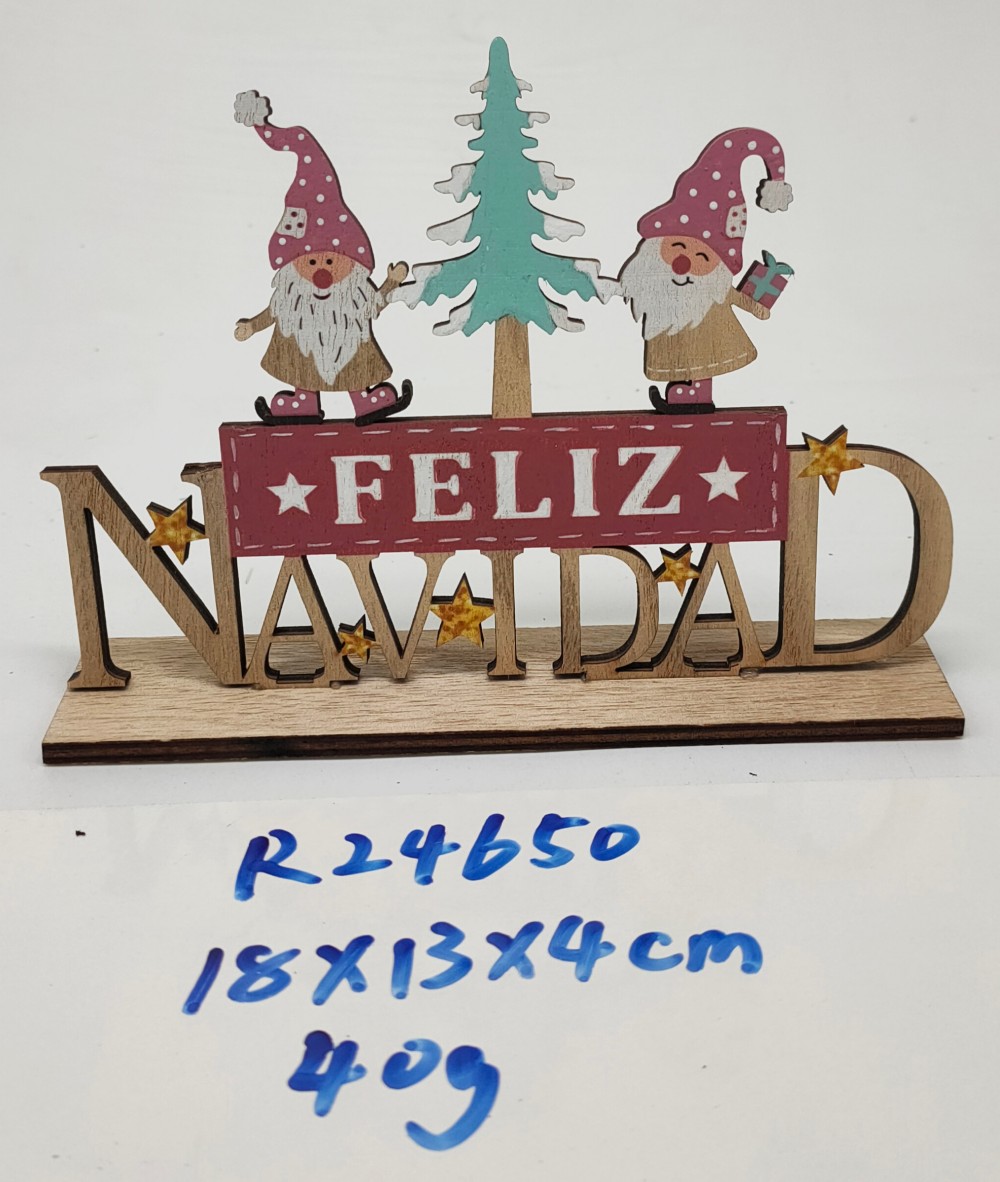 FELIZ
NAVIDAD
R24650
18X13X4cm
40g